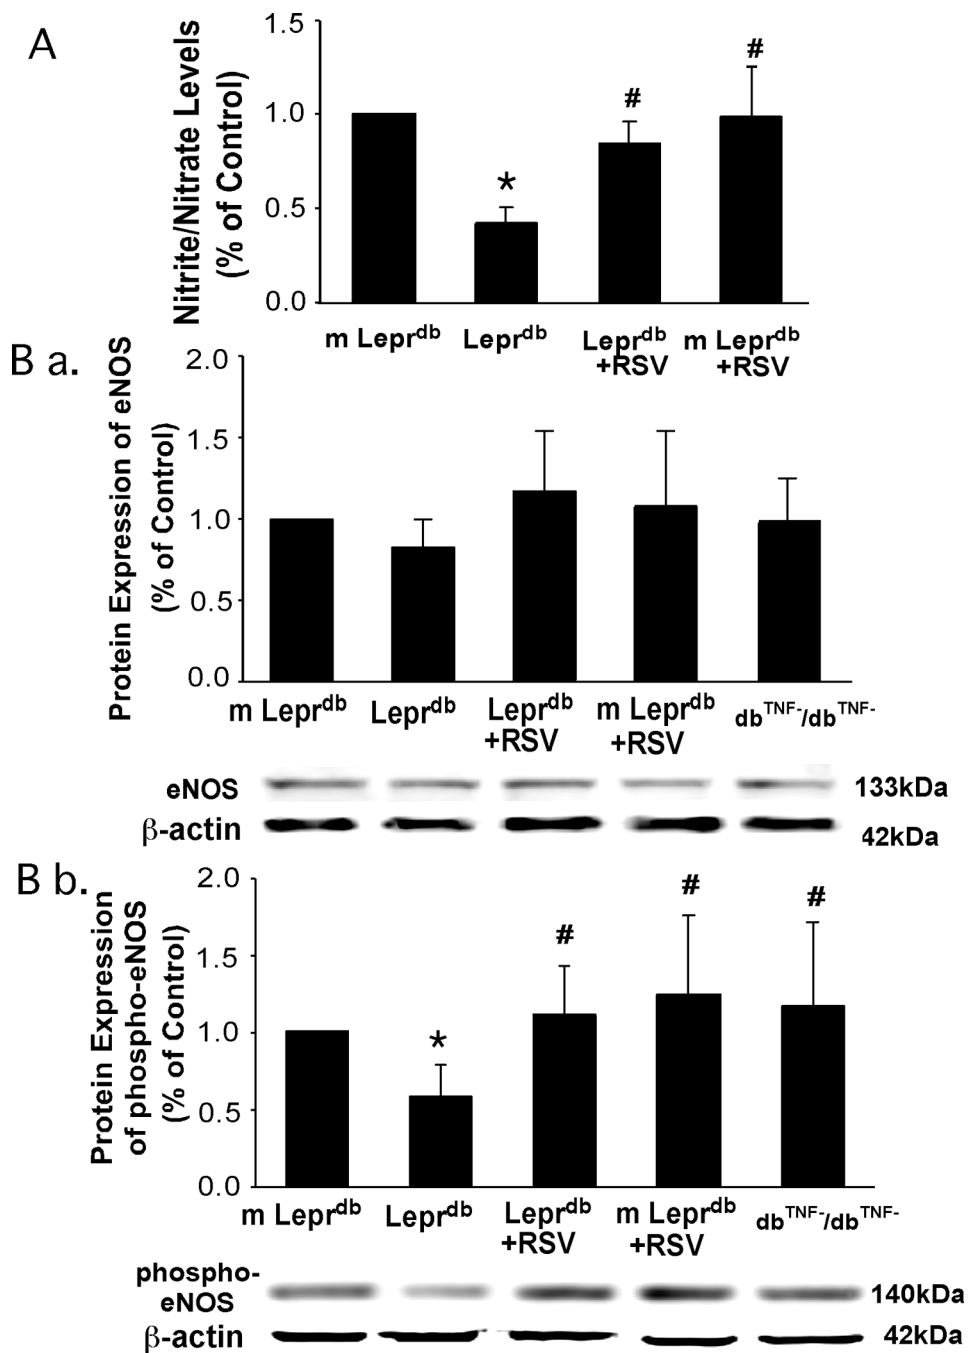 A
Nitrite/Nitrate Levels
(% of Control)
1.5
1.0
0.5
0.0
*
#
#
m Lepr^db
Lepr^db
Lepr^db
+RSV
m Lepr^db
+RSV
B a.
Protein Expression of eNOS
(% of Control)
2.0
1.5
1.0
0.5
0.0
m Lepr^db
Lepr^db
Lepr^db
+RSV
m Lepr^db
+RSV
db^TNF-/db^TNF-
eNOS
133kDa
β-actin
42kDa
B b.
Protein Expression
of phospho-eNOS
(% of Control)
2.0
1.5
1.0
0.5
0.0
*
#
#
#
m Lepr^db
Lepr^db
Lepr^db
+RSV
m Lepr^db
+RSV
db^TNF-/db^TNF-
phospho-
eNOS
140kDa
β-actin
42kDa